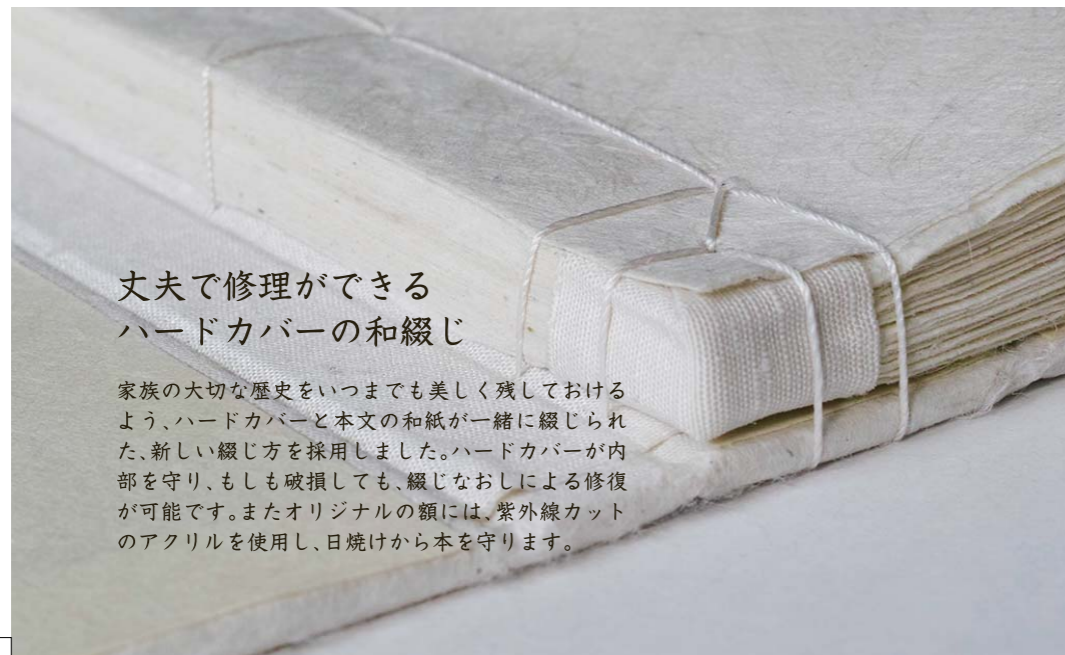 丈夫で修理ができる
ハードカバーの和綴じ
家族の大切な歴史をいつまでも美しく残しておける
よう、ハードカバーと本文の和紙が一緒に綴じられ
た、新しい綴じ方を採用しました。ハードカバーが内
部を守り、もしも破損しても、綴じなおしによる修復
が可能です。またオリジナルの額には、紫外線カット
のアクリルを使用し、日焼けから本を守ります。